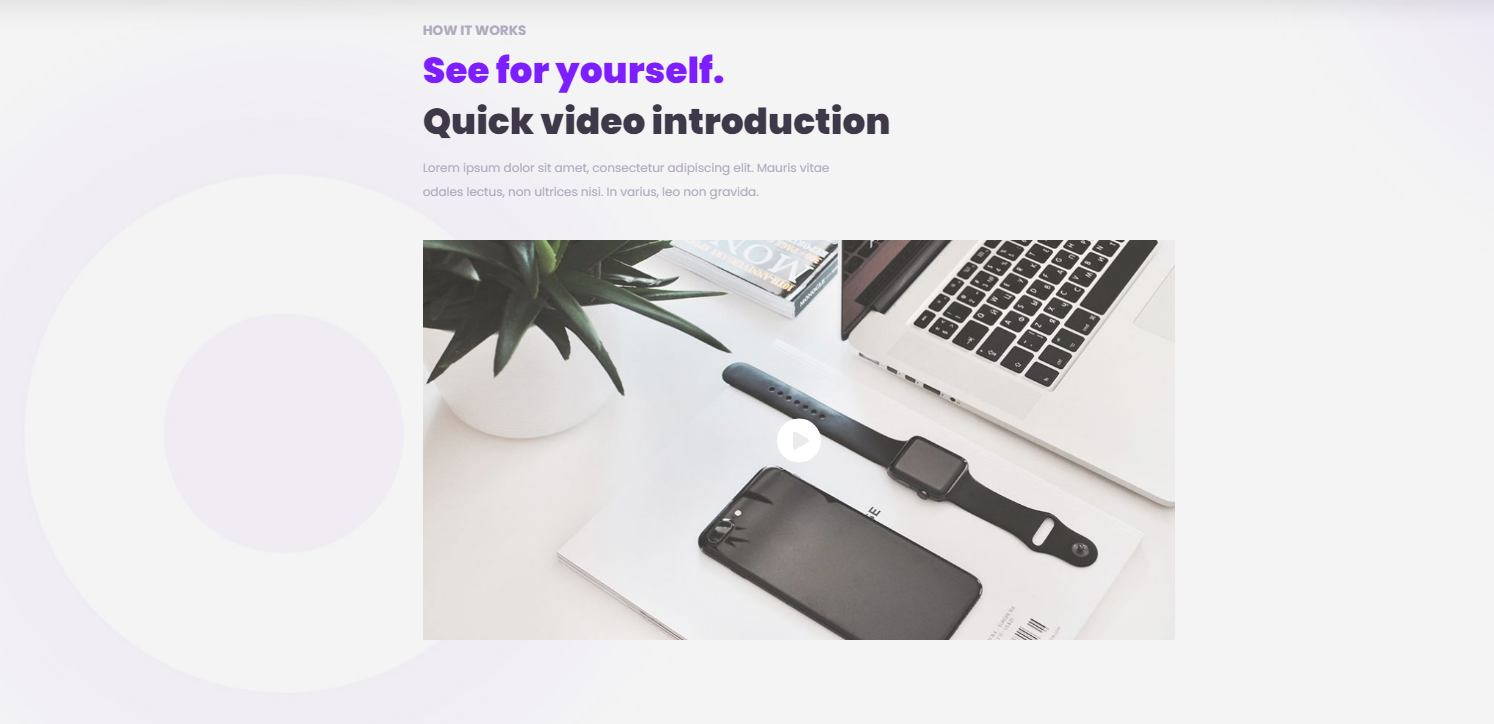 HOW IT WORKS
See for yourself.
Quick video introduction
Lorem ipsum dolor sit amet, consectetur adipiscing elit. Mauris vitae
odales lectus, non ultrices nisi. In varius, leo non gravida.
MON